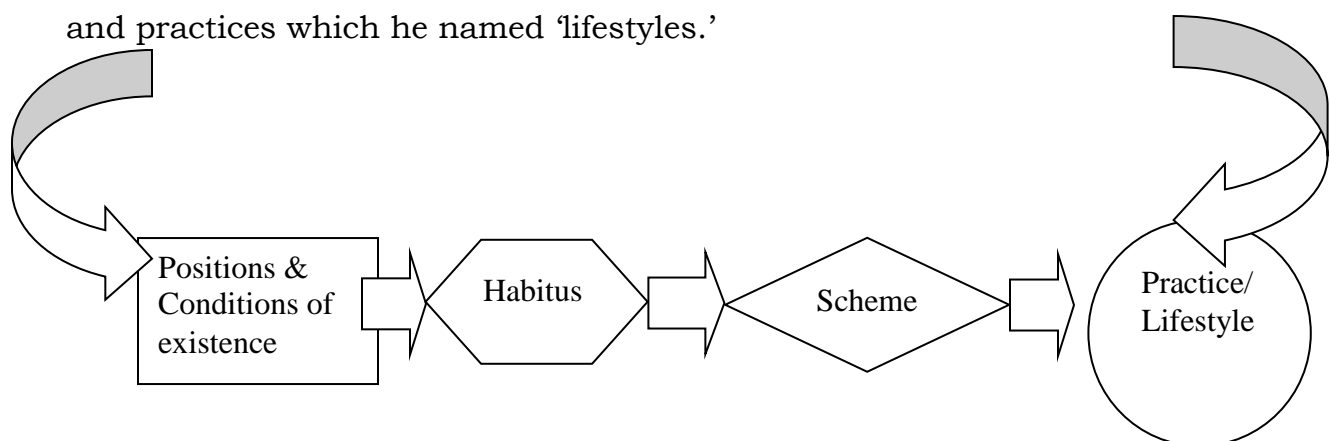 and practices which he named ‘lifestyles.’
Positions &
Conditions of
existence
Habitus
Scheme
Practice/
Lifestyle